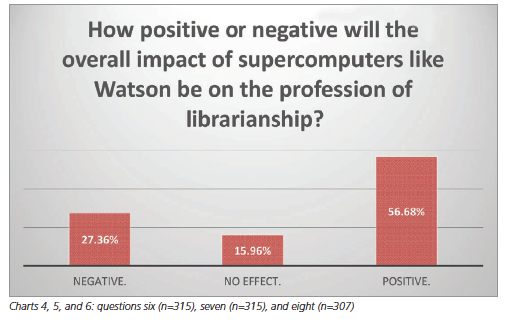 How positive or negative will the
overall impact of supercomputers like
Watson be on the profession of
librarianship?
56.68%
27.36%
15.96%
NEGATIVE.
NO EFFECT.
POSITIVE.
Charts 4, 5, and 6: questions six (n=315), seven (n=315), and eight (n=307)